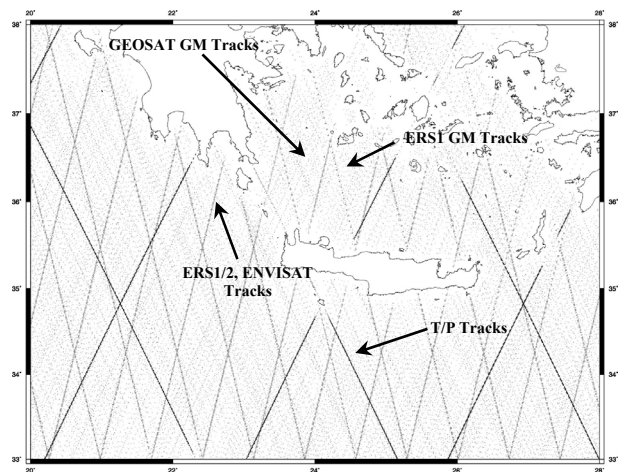 20° 22° 24° 26° 28°
38° 38°
GEOSAT GM Tracks
37° 37°
ERS1 GM Tracks
36° 36°
ERS1/2, ENVISAT
Tracks
35° 35°
T/P Tracks
34° 34°
33° 33°
20° 22° 24° 26° 28°